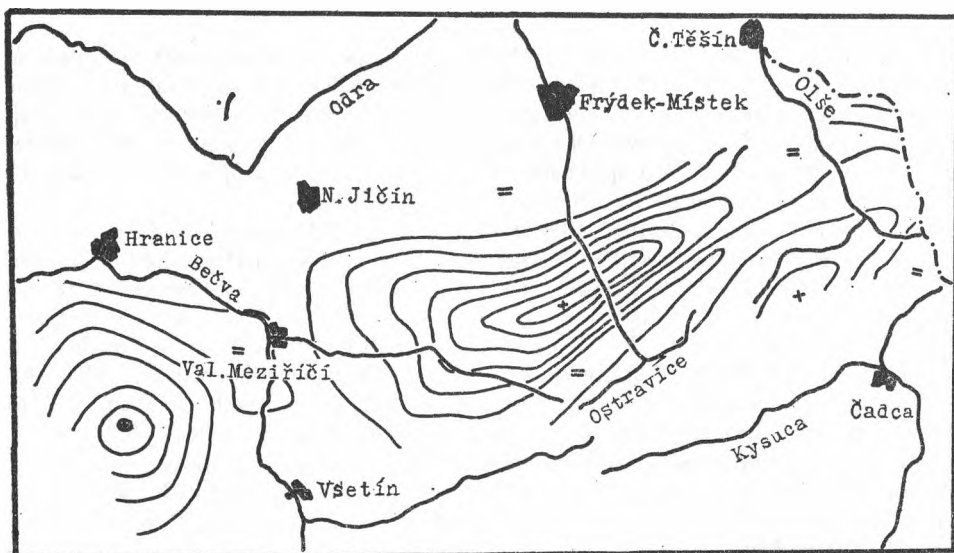 Č. Těšín
Olše
Odra
Frýdek-Místek
N. Jičín
Hranice
Bečva
Val. Meziříčí
Ostravice
Čadca
Kysuca
Vsetín